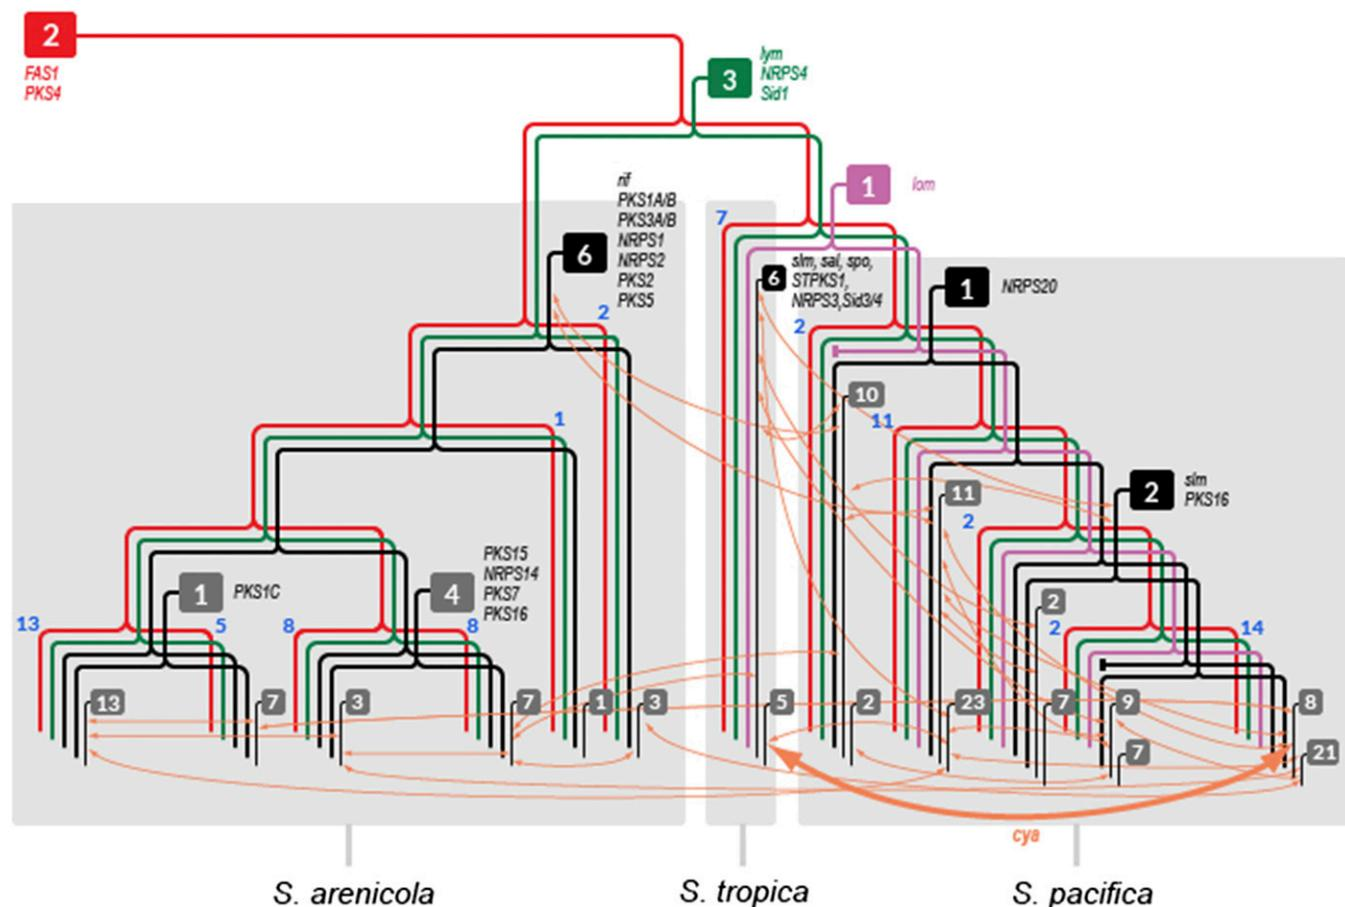 2
FAS1
PKS4
3
lym
NRPS4
Sid1
1
lom
rif
PKS1A/B
PKS3A/B
NRPS1
NRPS2
PKS2
PKS5
6
2
7
6
slm, sal, spo,
STPKS1,
NRPS3,Sid3/4
1
NRPS20
2
10
11
1
11
2
slm
PKS16
2
PKS15
NRPS14
PKS7
PKS16
1
PKS1C
4
2
13
5
8
8
2
14
13
7
3
7
1
3
5
2
23
7
9
8
7
21
cya
S. arenicola
S. tropica
S. pacifica